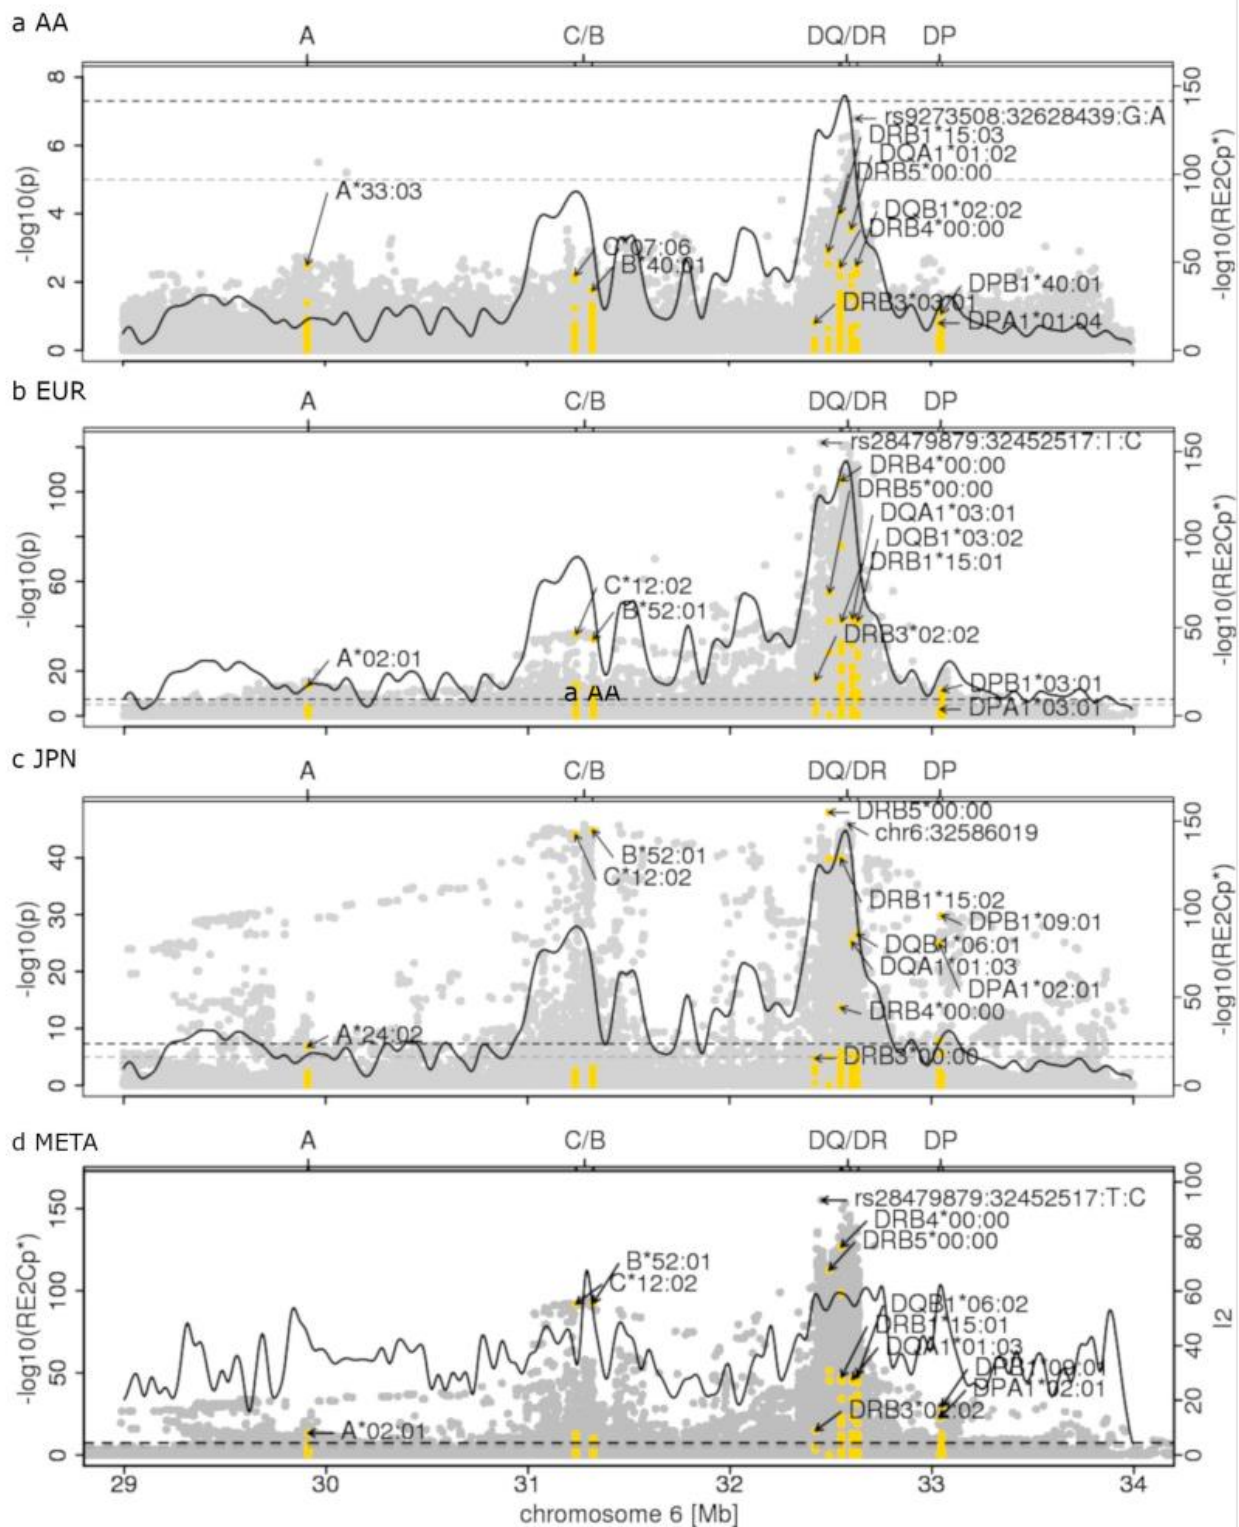 a AA
A C/B DQ/DR DP
8
6
4
2
0
-log10(p)
150
100
50
0
-log10(RE2Cp*)
rs9273508:32628439:G:A
DRB1*15:03
DQA1*01:02
DRB5*00:00
A*33:03
DQB1*02:02
DRB4*00:00
C*07:06
B*40:01
DPB1*40:01
DRB3*03:01
DPA1*01:04
b EUR
A C/B DQ/DR DP
100
60
20
0
-log10(p)
150
100
50
0
-log10(RE2Cp*)
rs28479879:32452517:T:C
DRB4*00:00
DRB5*00:00
DQA1*03:01
DQB1*03:02
DRB1*15:01
C*12:02
B*52:01
DRB3*02:02
A*02:01
DPB1*03:01
a AA
DPA1*03:01
c JPN
A C/B DQ/DR DP
40
30
20
10
0
-log10(p)
150
100
50
0
-log10(RE2Cp*)
DRB5*00:00
chr6:32586019
B*52:01
C*12:02
DRB1*15:02
DPB1*09:01
DQB1*06:01
DQA1*01:03
DPA1*02:01
DRB4*00:00
A*24:02
DRB3*00:00
d META
A C/B DQ/DR DP
150
100
50
0
-log10(RE2Cp*)
100
80
60
40
20
0
I2
rs28479879:32452517:T:C
DRB4*00:00
DRB5*00:00
B*52:01
C*12:02
DQB1*06:02
DRB1*15:01
DQA1*01:03
DPB1*09:01
DPA1*02:01
DRB3*02:02
A*02:01
29 30 31 32 33 34
chromosome 6 [Mb]